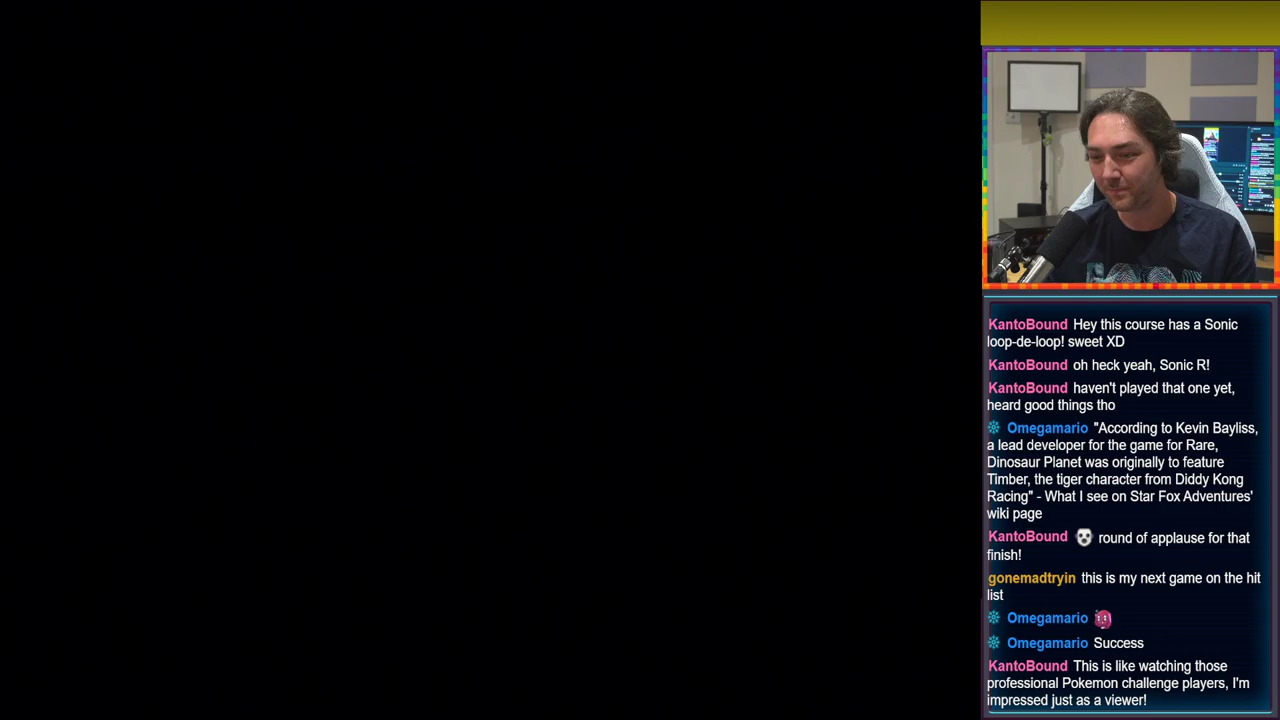 KantoBound Hey this course has a Sonic
loop-de-loop! sweet XD
KantoBound oh heck yeah, Sonic R!
KantoBound haven't played that one yet,
heard good things tho
Omegamario "According to Kevin Bayliss,
a lead developer for the game for Rare,
Dinosaur Planet was originally to feature
Timber, the tiger character from Diddy Kong
Racing" - What I see on Star Fox Adventures'
wiki page
KantoBound round of applause for that
finish!
gonemadtryin this is my next game on the hit
list
Omegamario
Omegamario Success
KantoBound This is like watching those
professional Pokemon challenge players, I'm
impressed just as a viewer!